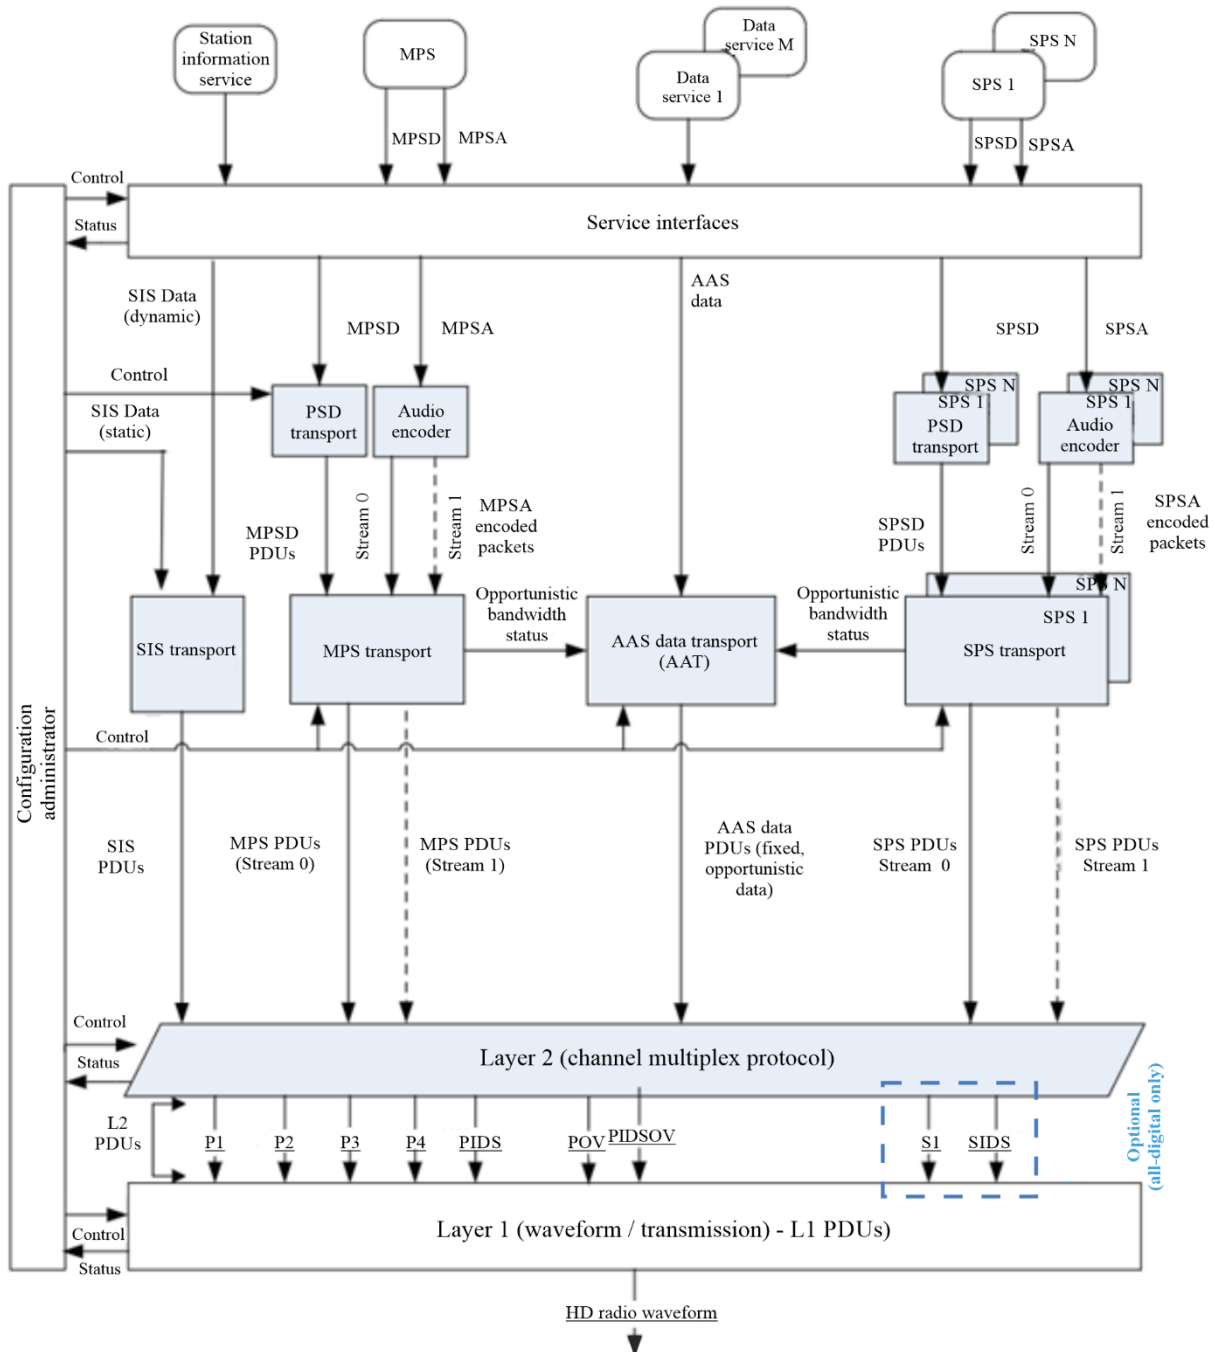 Station
information
service
MPS
Data
service M
Data
service 1
SPS N
SPS 1
MPSD
MPSA
SPSD
SPSA
Control
Status
Service interfaces
SIS Data
(dynamic)
MPSD
MPSA
AAS
data
SPSD
SPSA
Control
SIS Data
(static)
PSD
transport
Audio
encoder
SPS N
SPS 1
PSD
transport
SPS N
SPS 1
Audio
encoder
MPSD
PDUs
Stream 0
Stream 1
MPSA
encoded
packets
SPSD
PDUs
Stream 0
Stream 1
SPSA
encoded
packets
SIS transport
MPS transport
Opportunistic
bandwidth
status
AAS data transport
(AAT)
Opportunistic
bandwidth
status
SPS N
SPS 1
SPS transport
Configuration
administrator
Control
SIS
PDUs
MPS PDUs
(Stream 0)
MPS PDUs
(Stream 1)
AAS data
PDUs (fixed,
opportunistic
data)
SPS PDUs
Stream 0
SPS PDUs
Stream 1
Control
Status
Layer 2 (channel multiplex protocol)
L2
PDUs
P1
P2
P3
P4
PIDS
POV
PIDSOV
S1
SIDS
Optional
(all-digital only)
Control
Status
Layer 1 (waveform / transmission) - L1 PDUs)
HD radio waveform